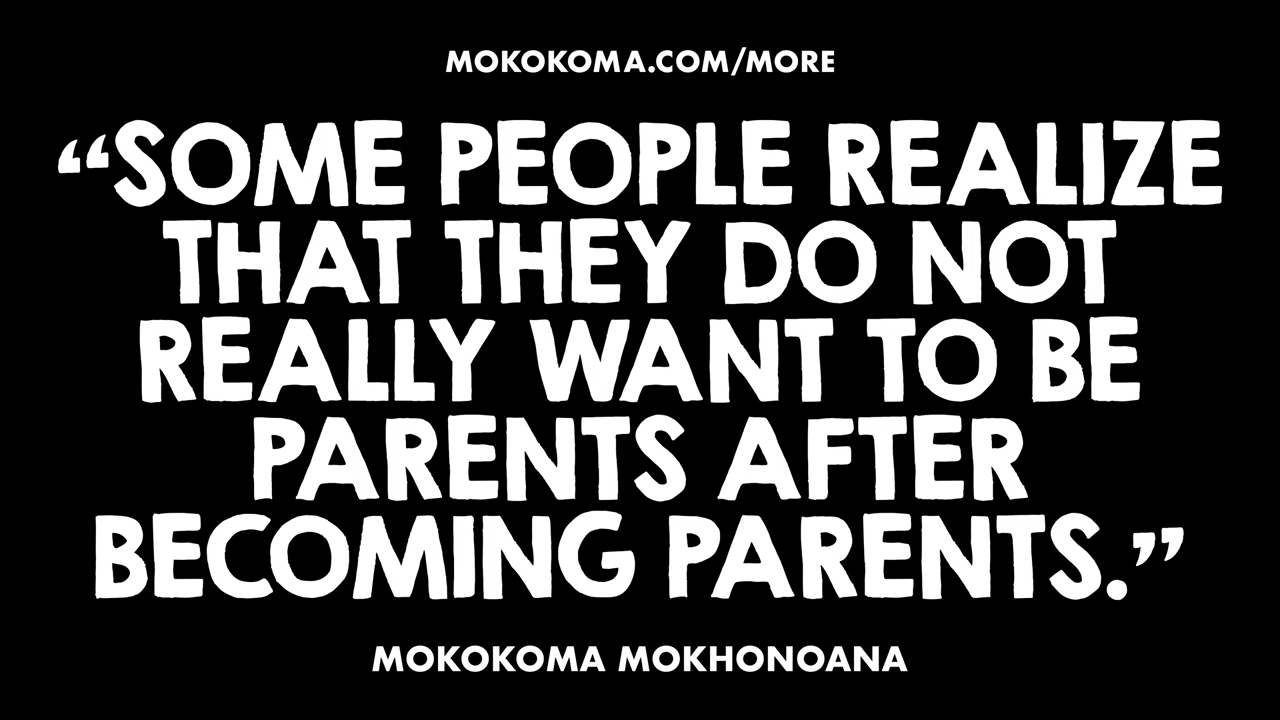 MOKOKOMA.COM/MORE
“SOME PEOPLE REALIZE
THAT THEY DO NOT
REALLY WANT TO BE
PARENTS AFTER
BECOMING PARENTS.”
MOKOKOMA MOKHONOANA